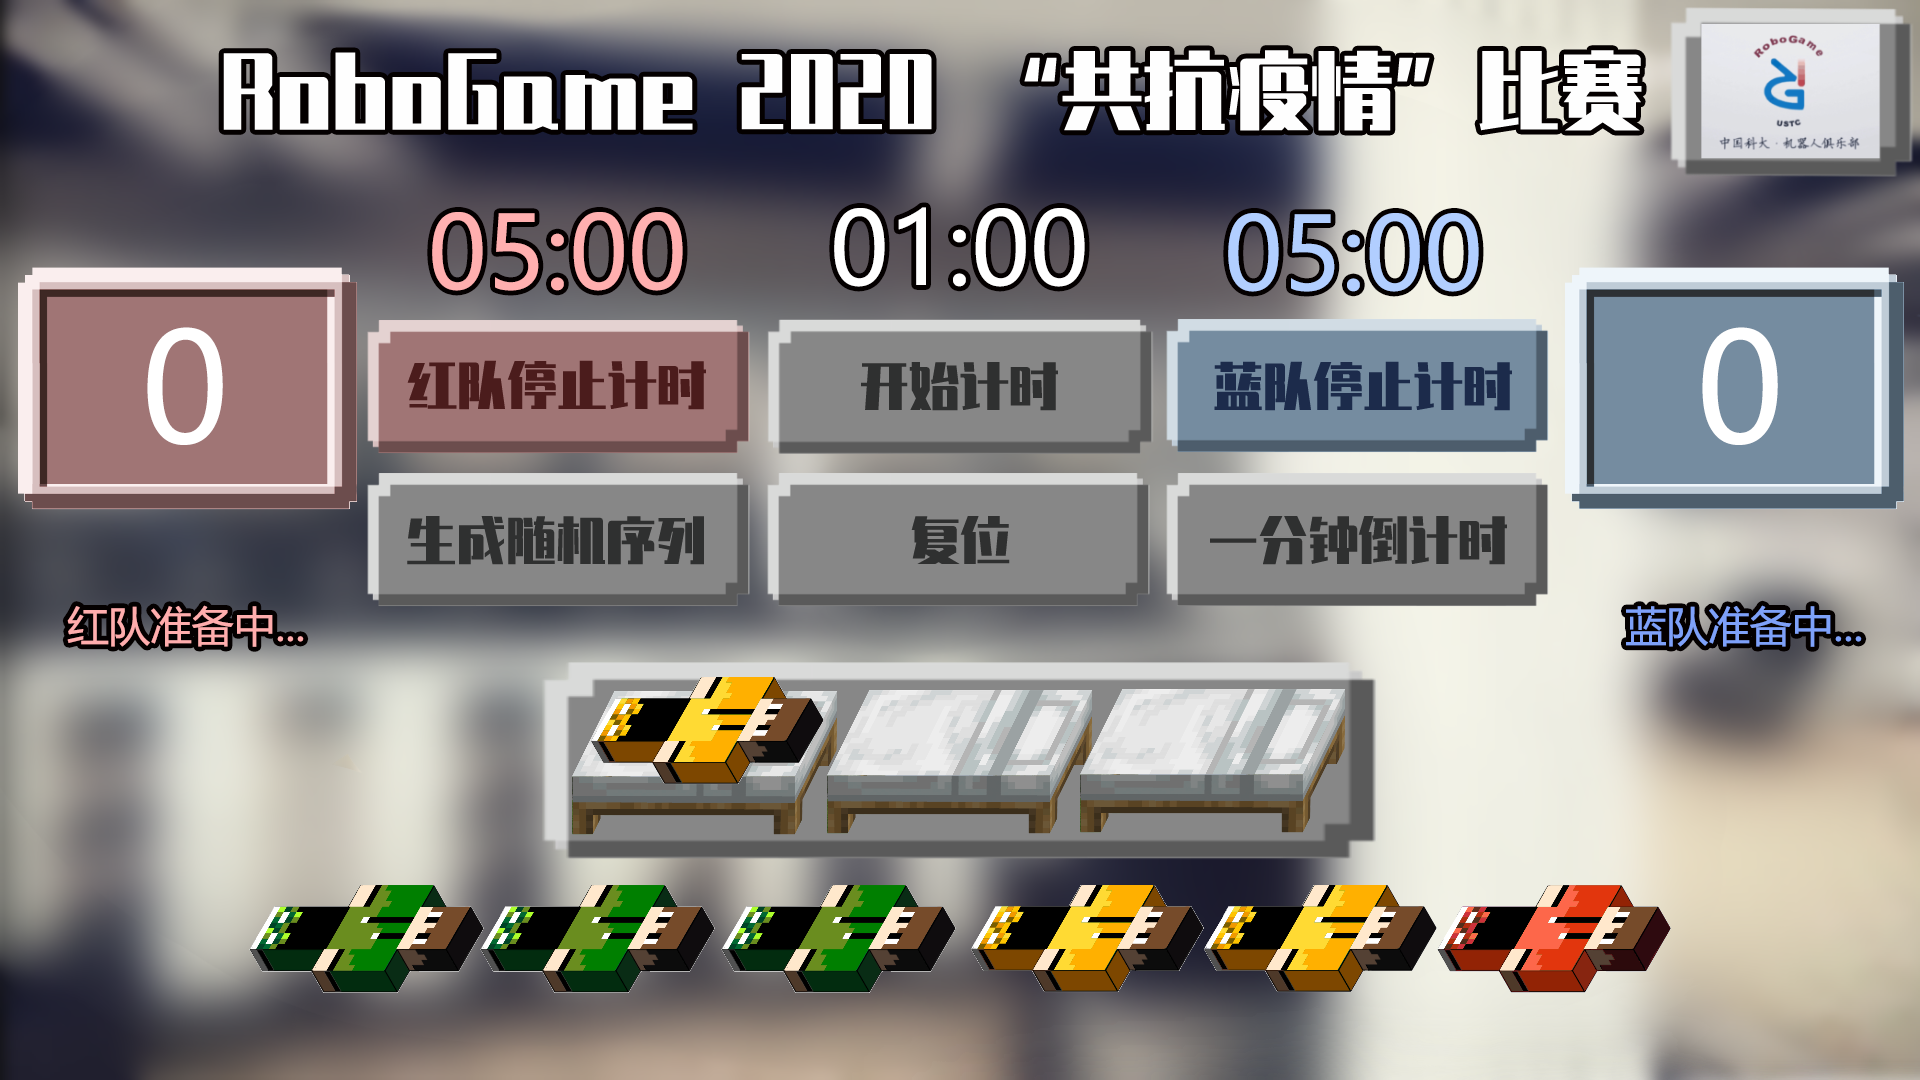 RoboGame 2020 “共抗疫情” 比赛
RoboGame
USTC
中国科大·机器人俱乐部
05:00
01:00
05:00
0
红队停止计时
开始计时
蓝队停止计时
0
生成随机序列
复位
一分钟倒计时
红队准备中...
蓝队准备中...